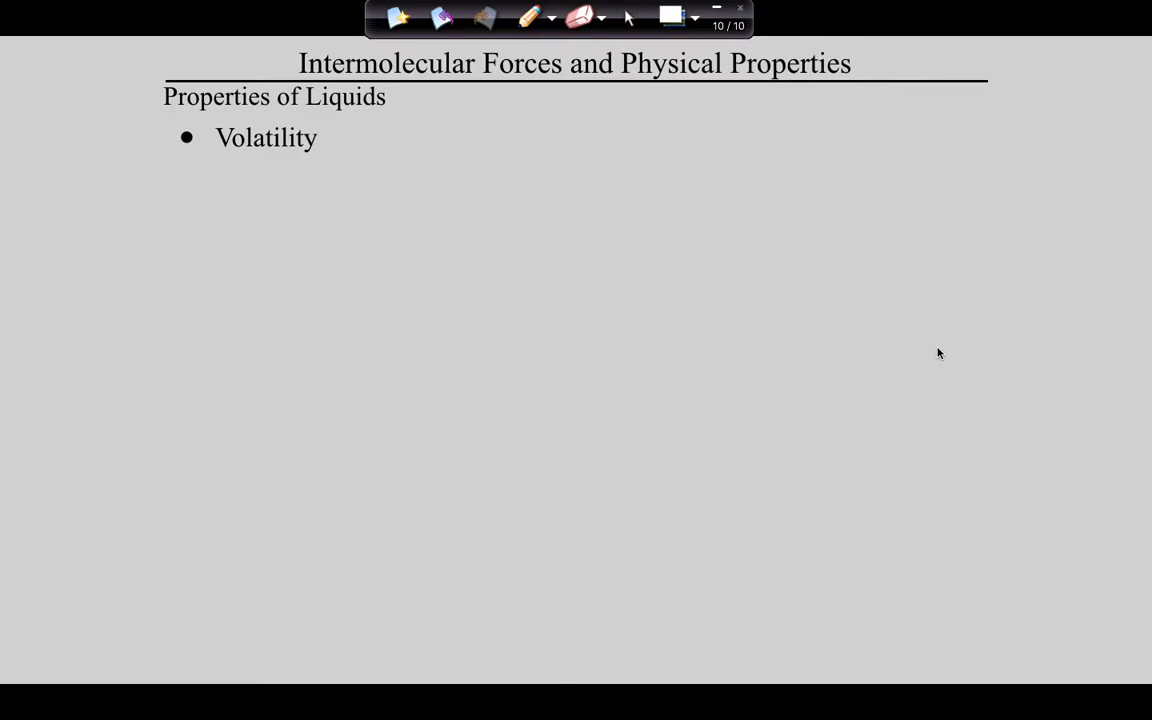 10 / 10
Intermolecular Forces and Physical Properties
Properties of Liquids
● Volatility